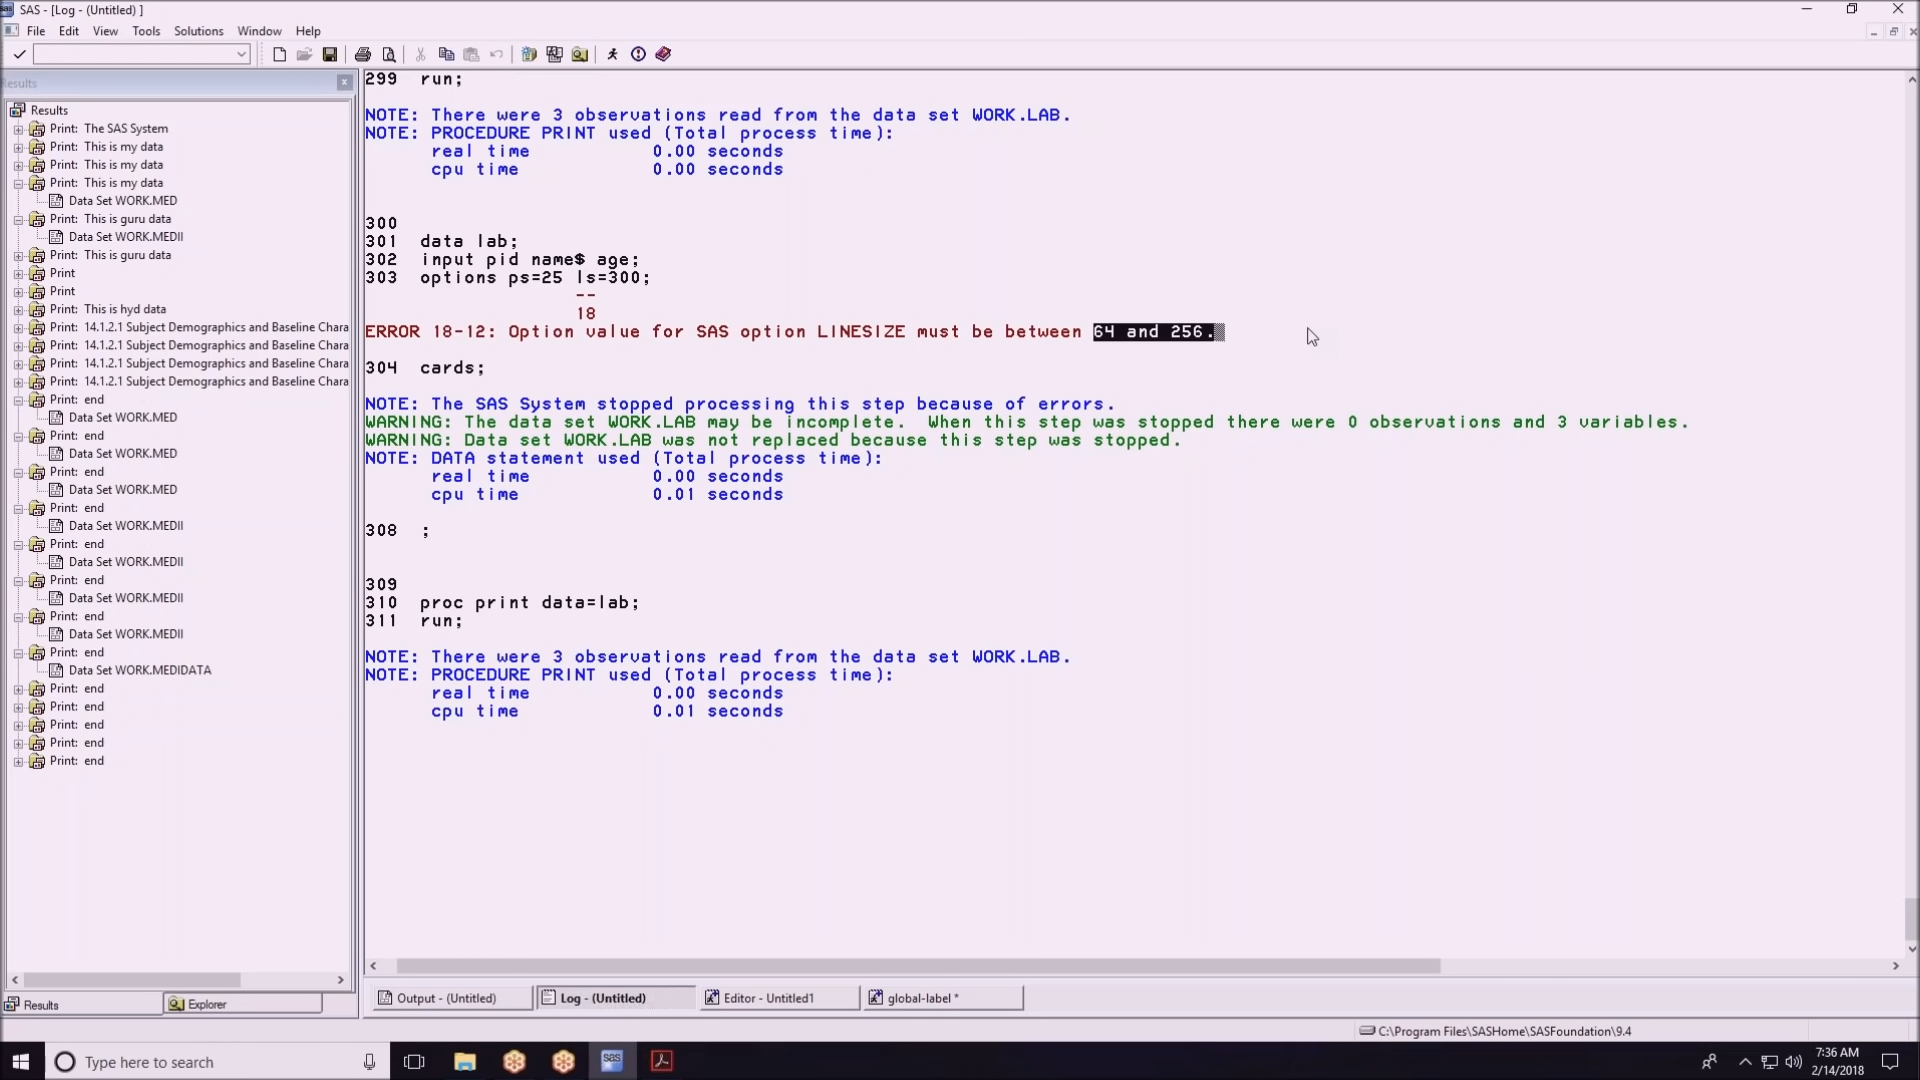 SAS - [Log - (Untitled) ]
File Edit View Tools Solutions Window Help
Results
Results
Print: The SAS System
Print: This is my data
Print: This is my data
Print: This is my data
Data Set WORK.MED
Print: This is guru data
Data Set WORK.MEDII
Print: This is guru data
Print
Print
Print: This is hyd data
Print: 14.1.2.1 Subject Demographics and Baseline Chara
Print: 14.1.2.1 Subject Demographics and Baseline Chara
Print: 14.1.2.1 Subject Demographics and Baseline Chara
Print: 14.1.2.1 Subject Demographics and Baseline Chara
Print: end
Data Set WORK.MED
Print: end
Data Set WORK.MED
Print: end
Data Set WORK.MED
Print: end
Data Set WORK.MEDII
Print: end
Data Set WORK.MEDII
Print: end
Data Set WORK.MEDII
Print: end
Data Set WORK.MEDII
Print: end
Data Set WORK.MEDIDATA
Print: end
Print: end
Print: end
Print: end
Print: end
Results Explorer
299 run;
NOTE: There were 3 observations read from the data set WORK.LAB.
NOTE: PROCEDURE PRINT used (Total process time):
real time 0.00 seconds
cpu time 0.00 seconds
300
301 data lab;
302 input pid name$ age;
303 options ps=25 ls=300;
--
18
ERROR 18-12: Option value for SAS option LINESIZE must be between 64 and 256.
304 cards;
NOTE: The SAS System stopped processing this step because of errors.
WARNING: The data set WORK.LAB may be incomplete. When this step was stopped there were 0 observations and 3 variables.
WARNING: Data set WORK.LAB was not replaced because this step was stopped.
NOTE: DATA statement used (Total process time):
real time 0.00 seconds
cpu time 0.01 seconds
308 ;
309
310 proc print data=lab;
311 run;
NOTE: There were 3 observations read from the data set WORK.LAB.
NOTE: PROCEDURE PRINT used (Total process time):
real time 0.00 seconds
cpu time 0.01 seconds
Output - (Untitled) Log - (Untitled) Editor - Untitled1 global-label *
C:\Program Files\SASHome\SASFoundation\9.4
Type here to search
sas
7:36 AM
2/14/2018